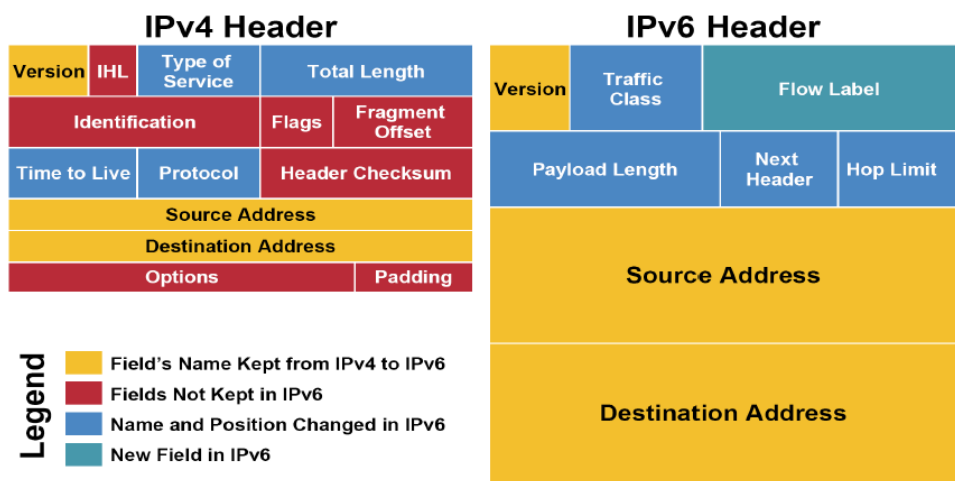 IPv4 Header
Version IHL Type of Service Total Length
Identification Flags Fragment Offset
Time to Live Protocol Header Checksum
Source Address
Destination Address
Options Padding
IPv6 Header
Version Traffic Class Flow Label
Payload Length Next Header Hop Limit
Source Address
Destination Address
Legend
Field's Name Kept from IPv4 to IPv6
Fields Not Kept in IPv6
Name and Position Changed in IPv6
New Field in IPv6